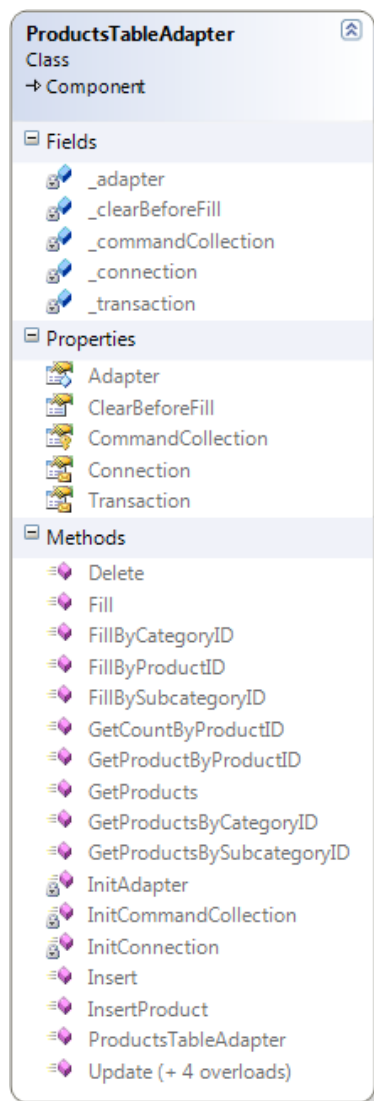 ProductsTableAdapter
Class
Component
Fields
_adapter
_clearBeforeFill
_commandCollection
_connection
_transaction
Properties
Adapter
ClearBeforeFill
CommandCollection
Connection
Transaction
Methods
Delete
Fill
FillByCategoryID
FillByProductID
FillBySubcategoryID
GetCountByProductID
GetProductByProductID
GetProducts
GetProductsByCategoryID
GetProductsBySubcategoryID
InitAdapter
InitCommandCollection
InitConnection
Insert
InsertProduct
ProductsTableAdapter
Update (+ 4 overloads)